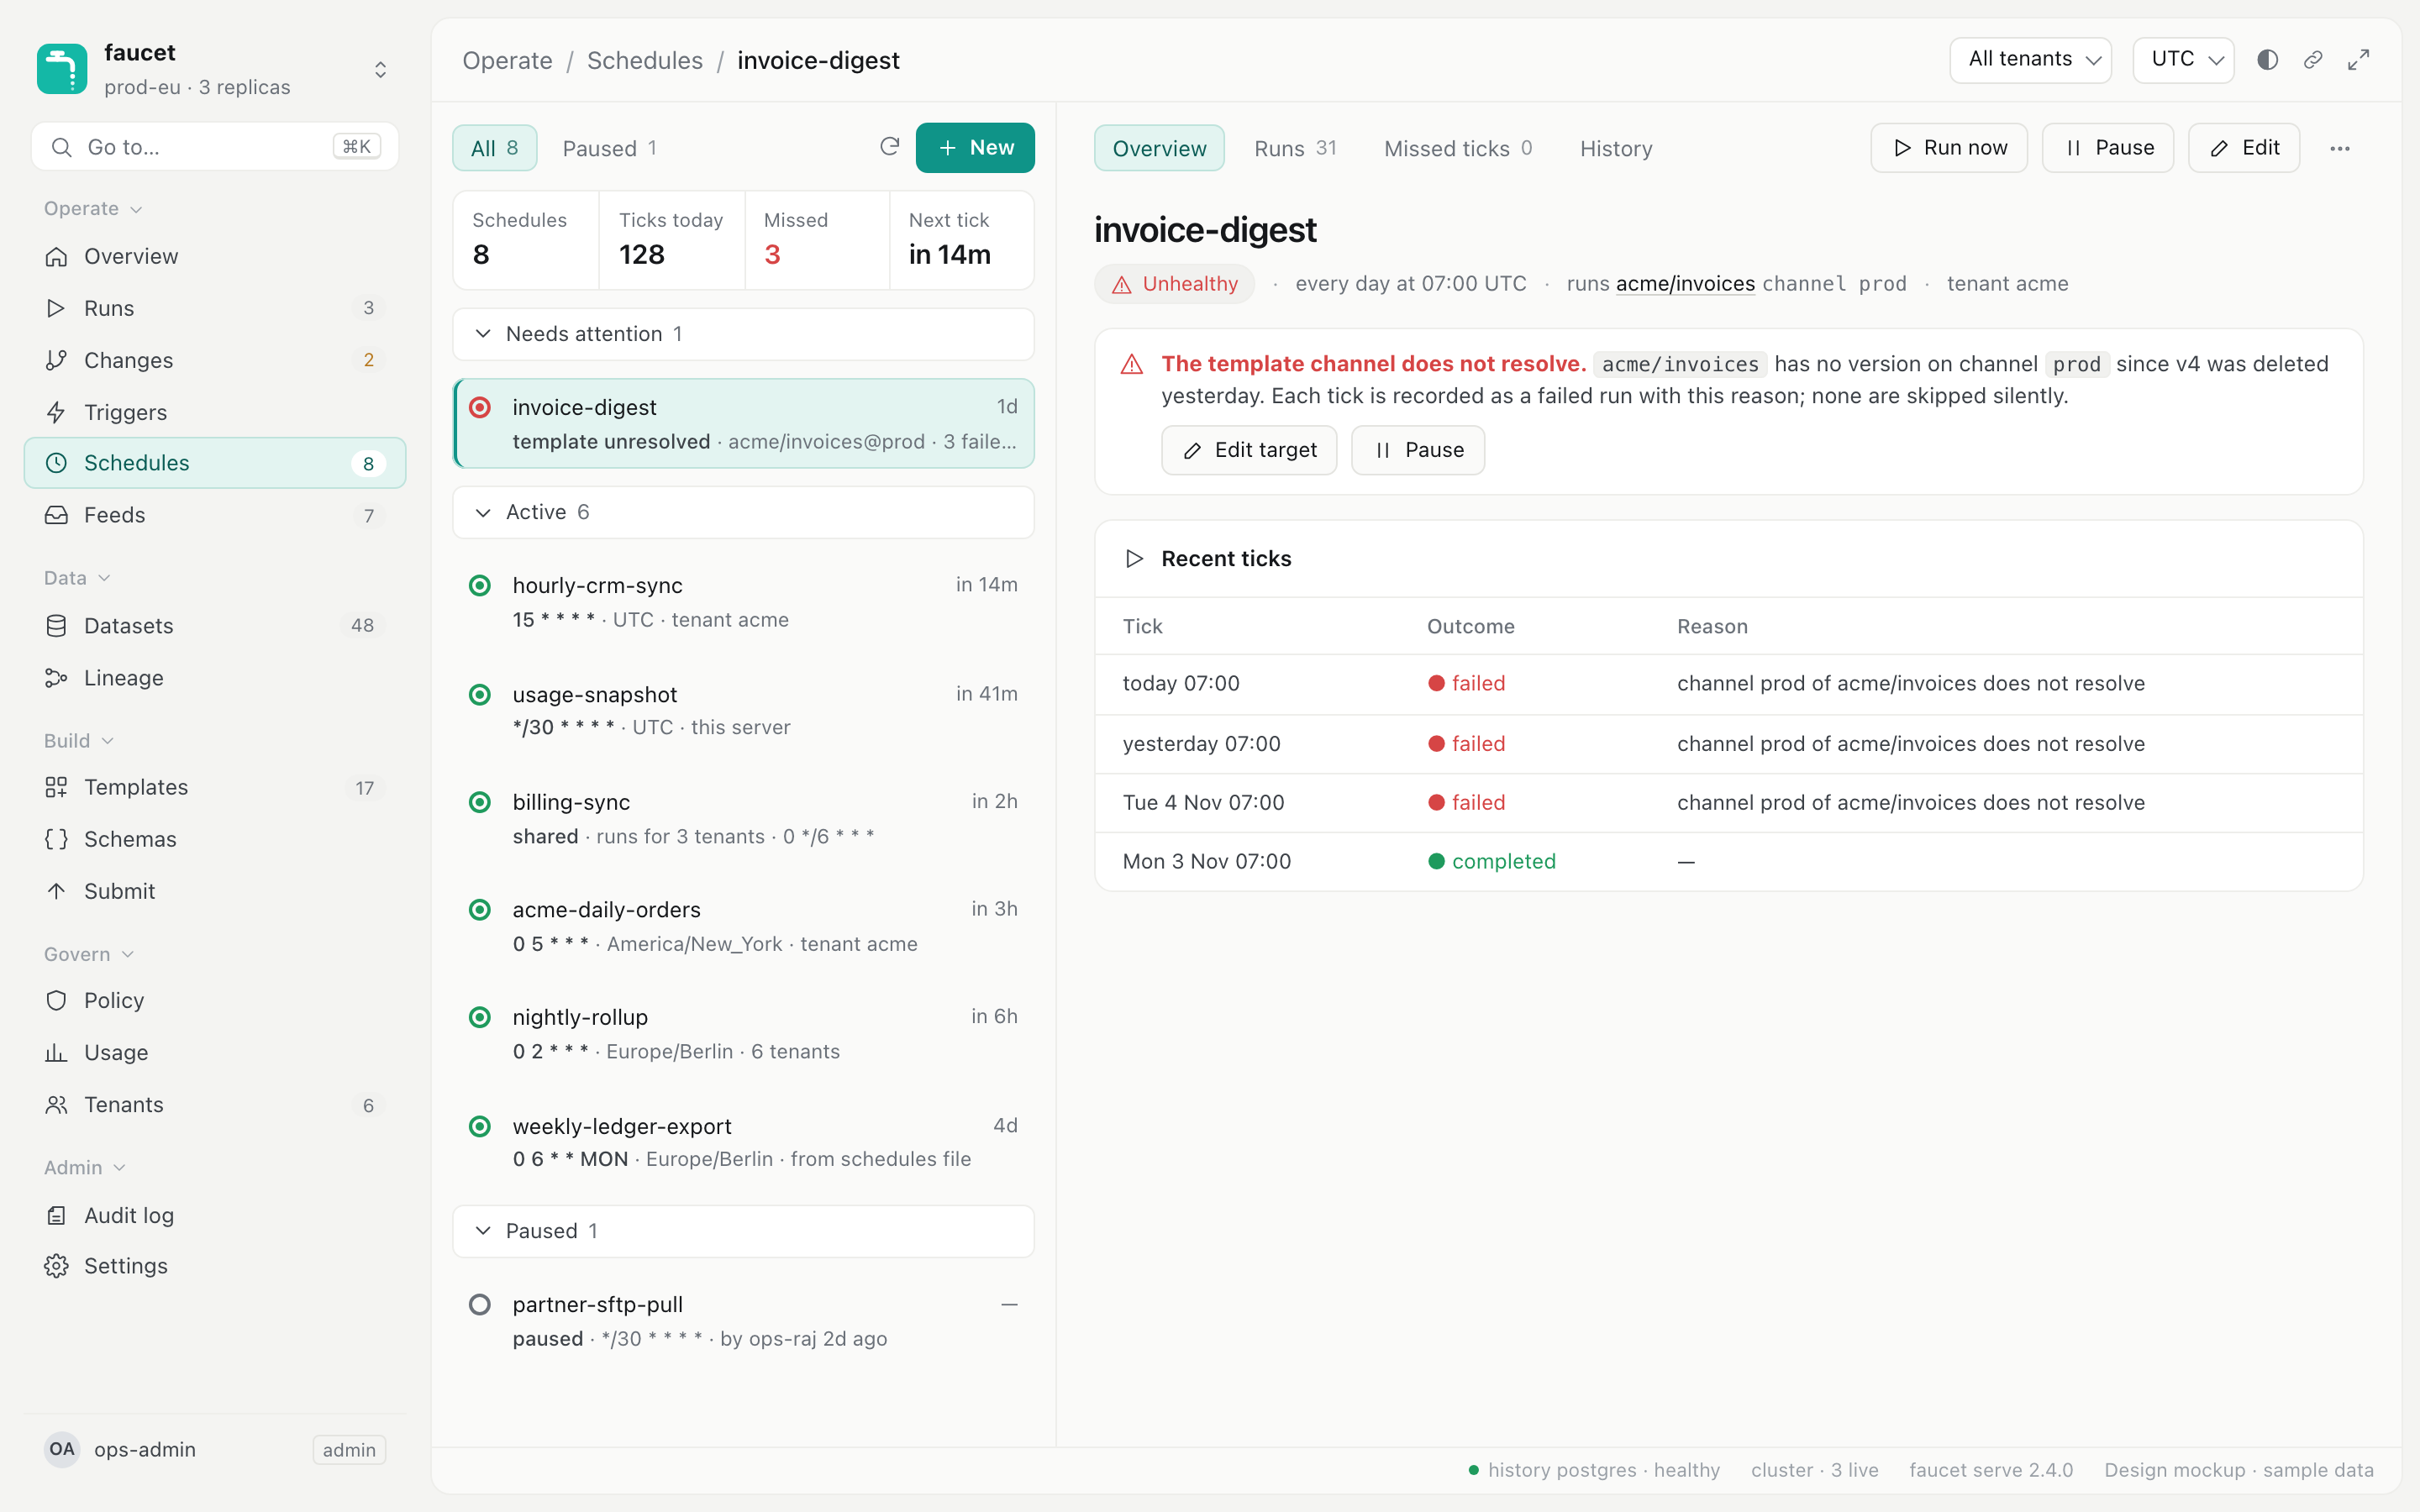 faucet
prod-eu · 3 replicas
Go to...
⌘K
Operate
Overview
Runs 3
Changes 2
Triggers
Schedules 8
Feeds 7
Data
Datasets 48
Lineage
Build
Templates 17
Schemas
Submit
Govern
Policy
Usage
Tenants 6
Admin
Audit log
Settings
OA ops-admin admin
Operate / Schedules / invoice-digest
All tenants
UTC
All 8
Paused 1
+ New
Schedules
8
Ticks today
128
Missed
3
Next tick
in 14m
Needs attention 1
invoice-digest 1d
template unresolved · acme/invoices@prod · 3 faile...
Active 6
hourly-crm-sync in 14m
15 * * * * · UTC · tenant acme
usage-snapshot in 41m
*/30 * * * * · UTC · this server
billing-sync in 2h
shared · runs for 3 tenants · 0 */6 * * *
acme-daily-orders in 3h
0 5 * * * · America/New_York · tenant acme
nightly-rollup in 6h
0 2 * * * · Europe/Berlin · 6 tenants
weekly-ledger-export 4d
0 6 * * MON · Europe/Berlin · from schedules file
Paused 1
partner-sftp-pull —
paused · */30 * * * * · by ops-raj 2d ago
Overview
Runs 31
Missed ticks 0
History
Run now
Pause
Edit
...
invoice-digest
Unhealthy · every day at 07:00 UTC · runs acme/invoices channel prod · tenant acme
The template channel does not resolve. acme/invoices has no version on channel prod since v4 was deleted
yesterday. Each tick is recorded as a failed run with this reason; none are skipped silently.
Edit target
Pause
Recent ticks
Tick Outcome Reason
today 07:00 failed channel prod of acme/invoices does not resolve
yesterday 07:00 failed channel prod of acme/invoices does not resolve
Tue 4 Nov 07:00 failed channel prod of acme/invoices does not resolve
Mon 3 Nov 07:00 completed —
history postgres · healthy
cluster · 3 live
faucet serve 2.4.0
Design mockup · sample data